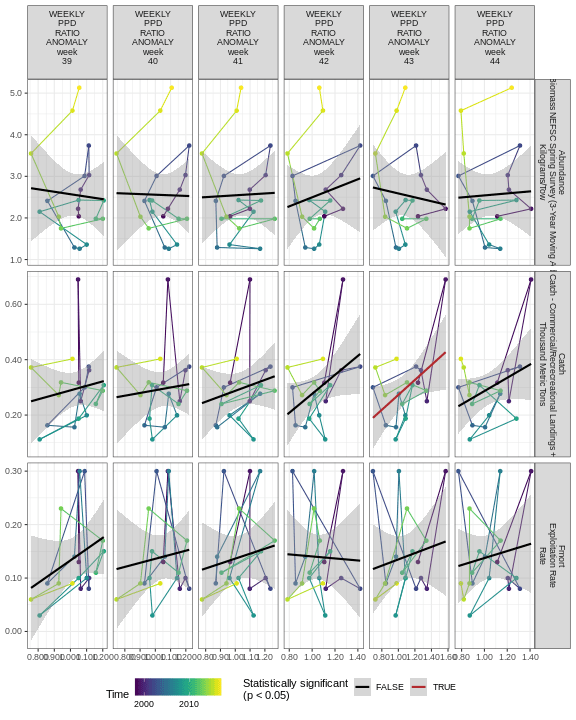 WEEKLY PPD RATIO ANOMALY week 39
WEEKLY PPD RATIO ANOMALY week 40
WEEKLY PPD RATIO ANOMALY week 41
WEEKLY PPD RATIO ANOMALY week 42
WEEKLY PPD RATIO ANOMALY week 43
WEEKLY PPD RATIO ANOMALY week 44
5.0
4.0
3.0
2.0
1.0
Abundance
Biomass NEFSC Spring Survey (3-Year Moving A
Kilograms/Tow
0.60
0.40
0.20
Catch
Catch - Commercial/Recreational Landings +
Thousand Metric Tons
0.30
0.20
0.10
0.00
Fmort
Exploitation Rate
Rate
0.80 1.00 1.20 1.40
Time
2000 2010
Statistically significant
(p < 0.05)
FALSE
TRUE